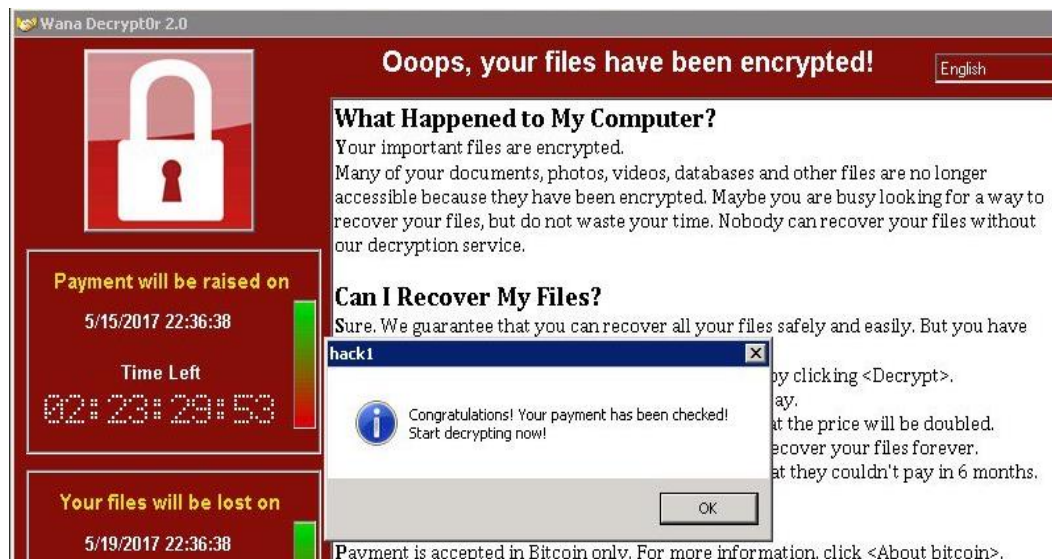 Wana Decrypt0r 2.0
Ooops, your files have been encrypted!
English
What Happened to My Computer?
Your important files are encrypted.
Many of your documents, photos, videos, databases and other files are no longer
accessible because they have been encrypted. Maybe you are busy looking for a way to
recover your files, but do not waste your time. Nobody can recover your files without
our decryption service.
Can I Recover My Files?
Sure. We guarantee that you can recover all your files safely and easily. But you have
by clicking <Decrypt>.
ay.
at the price will be doubled.
ecover your files forever.
at they couldn't pay in 6 months.
Payment is accepted in Bitcoin only. For more information, click <About bitcoin>.
Payment will be raised on
5/15/2017 22:36:38
Time Left
02:23:29:53
Your files will be lost on
5/19/2017 22:36:38
hack1
Congratulations! Your payment has been checked!
Start decrypting now!
OK